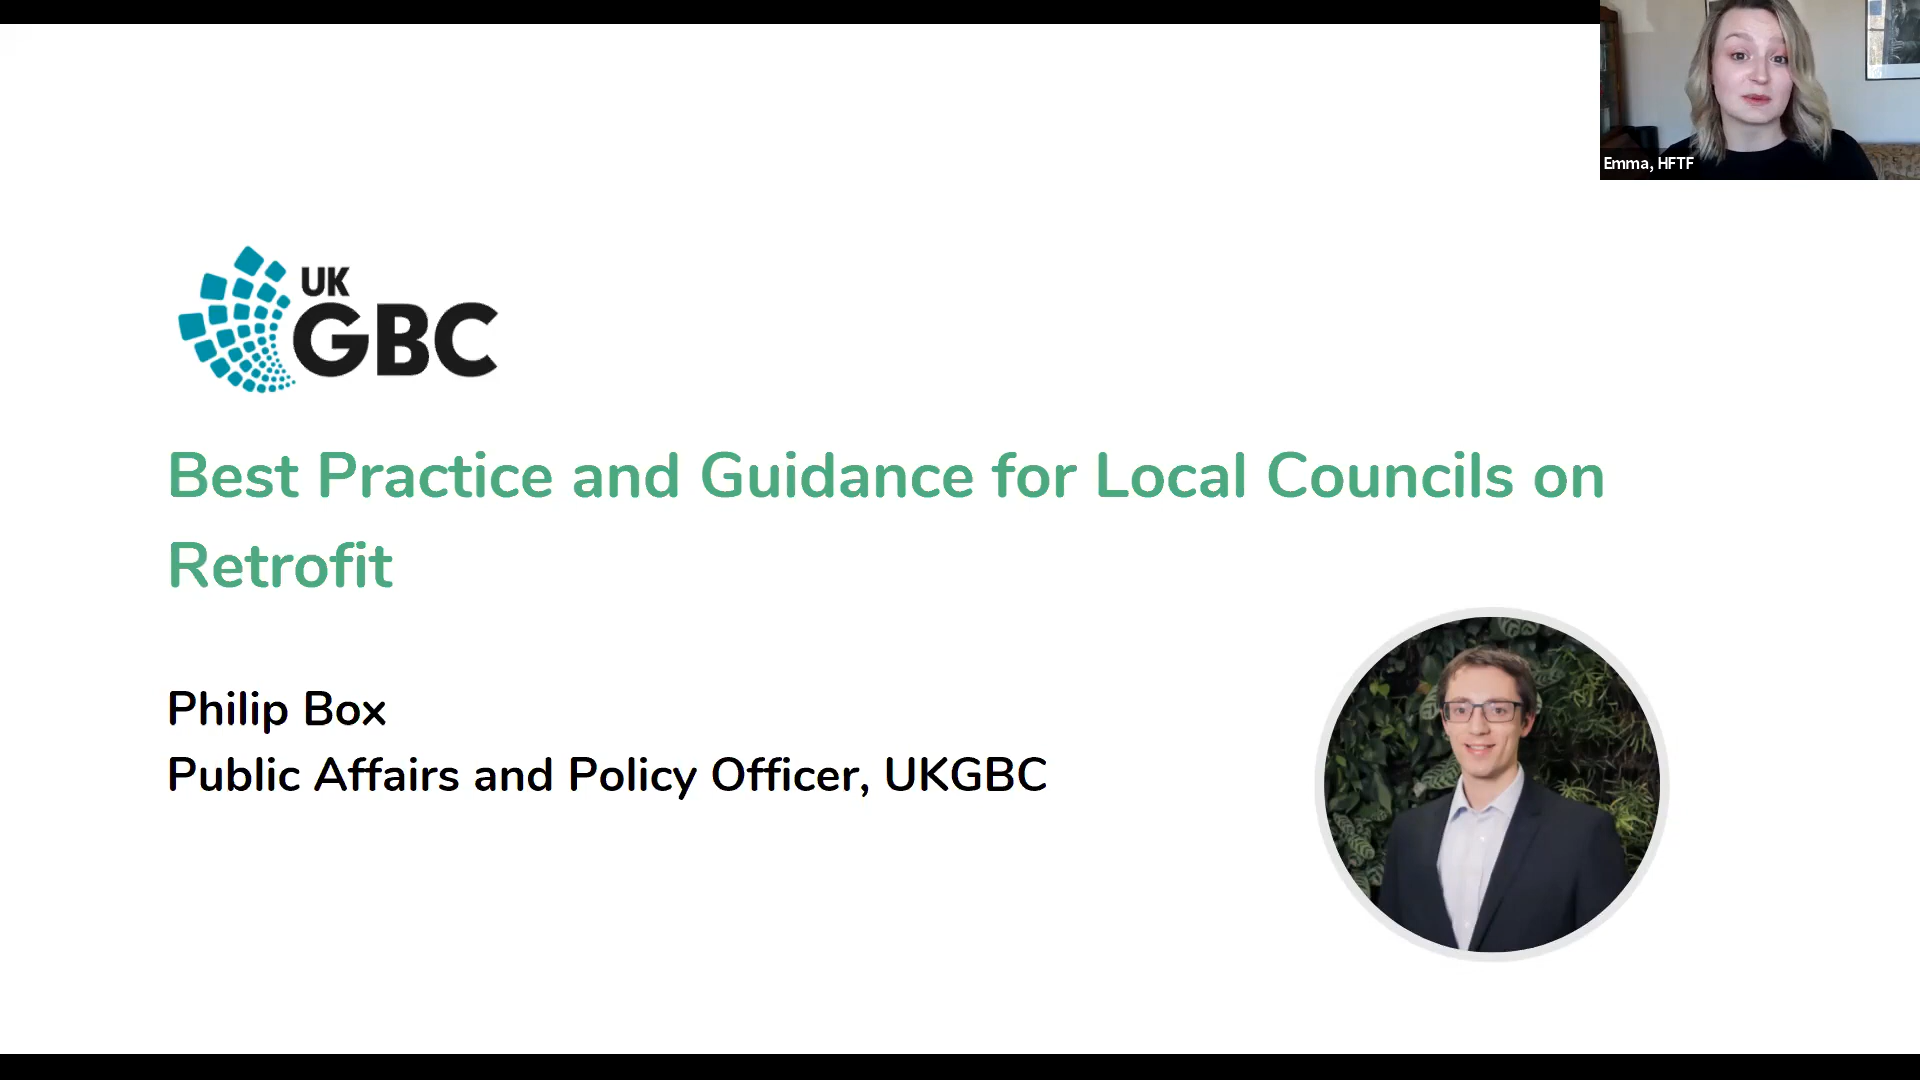 Emma, HFTF
UK
GBC
Best Practice and Guidance for Local Councils on
Retrofit
Philip Box
Public Affairs and Policy Officer, UKGBC